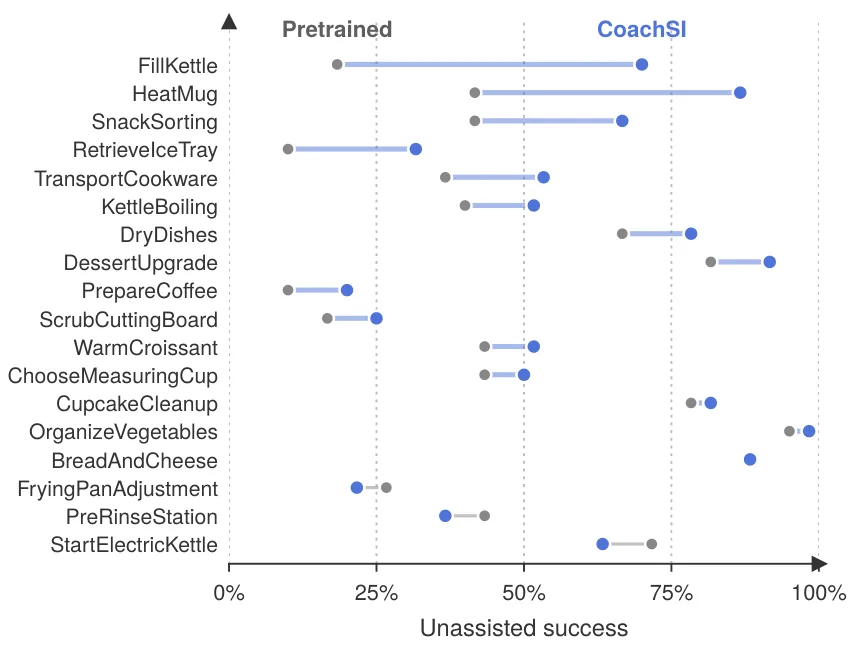 Pretrained CoachSI
FillKettle
HeatMug
SnackSorting
RetrieveIceTray
TransportCookware
KettleBoiling
DryDishes
DessertUpgrade
PrepareCoffee
ScrubCuttingBoard
WarmCroissant
ChooseMeasuringCup
CupcakeCleanup
OrganizeVegetables
BreadAndCheese
FryingPanAdjustment
PreRinseStation
StartElectricKettle
0% 25% 50% 75% 100%
Unassisted success